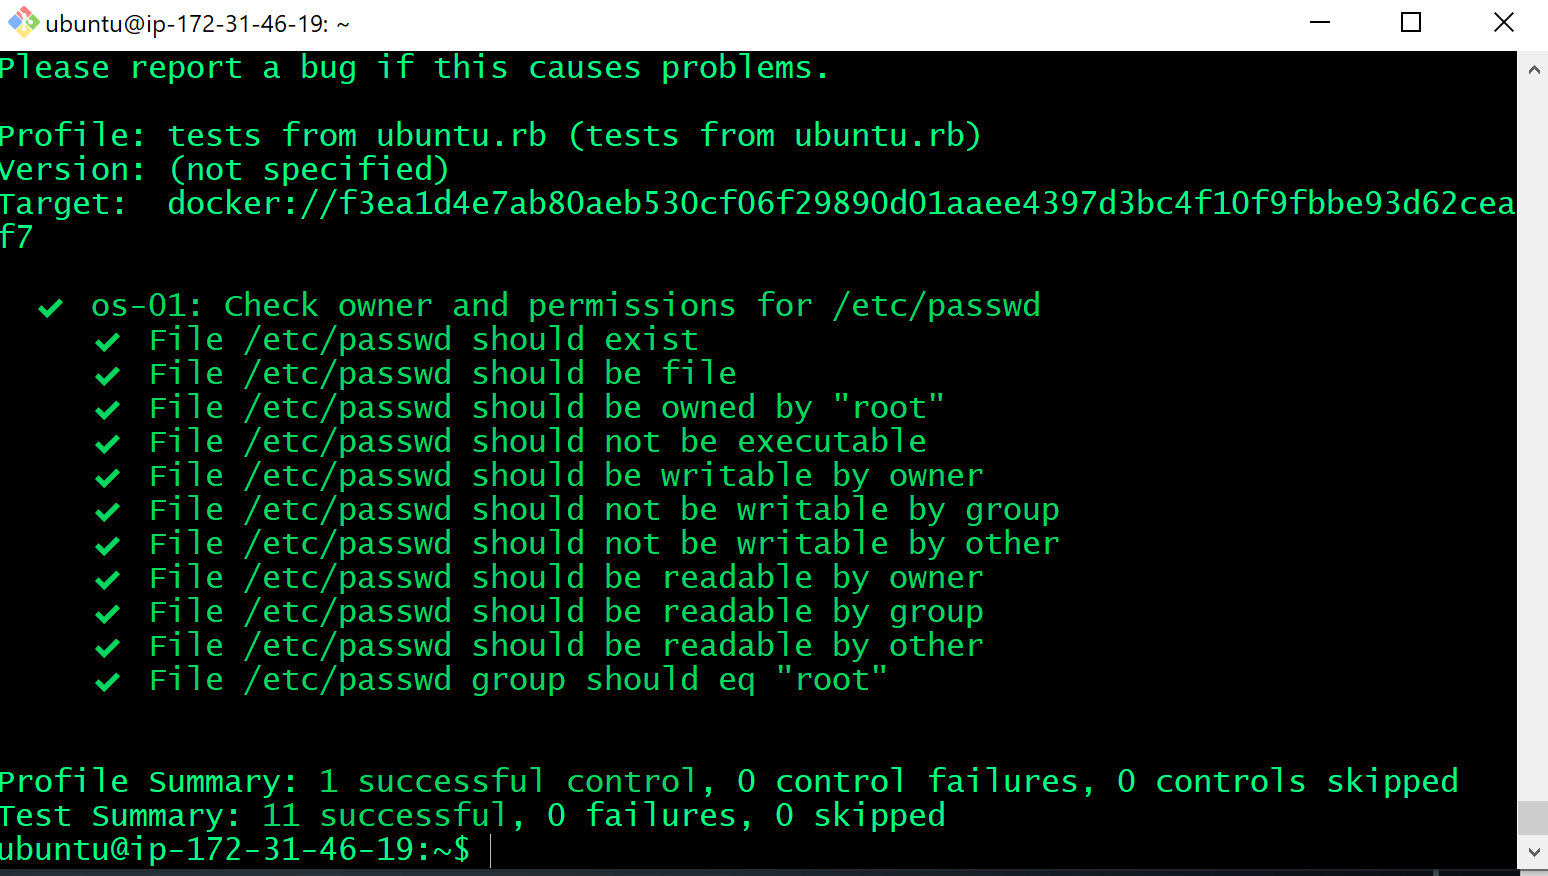 ubuntu@ip-172-31-46-19: ~
Please report a bug if this causes problems.
Profile: tests from ubuntu.rb (tests from ubuntu.rb)
Version: (not specified)
Target:  docker://f3ea1d4e7ab80aeb530cf06f29890d01aaee4397d3bc4f10f9fbbe93d62cea
f7
✔ os-01: Check owner and permissions for /etc/passwd
✔ File /etc/passwd should exist
✔ File /etc/passwd should be file
✔ File /etc/passwd should be owned by "root"
✔ File /etc/passwd should not be executable
✔ File /etc/passwd should be writable by owner
✔ File /etc/passwd should not be writable by group
✔ File /etc/passwd should not be writable by other
✔ File /etc/passwd should be readable by owner
✔ File /etc/passwd should be readable by group
✔ File /etc/passwd should be readable by other
✔ File /etc/passwd group should eq "root"
Profile Summary: 1 successful control, 0 control failures, 0 controls skipped
Test Summary: 11 successful, 0 failures, 0 skipped
ubuntu@ip-172-31-46-19:~$